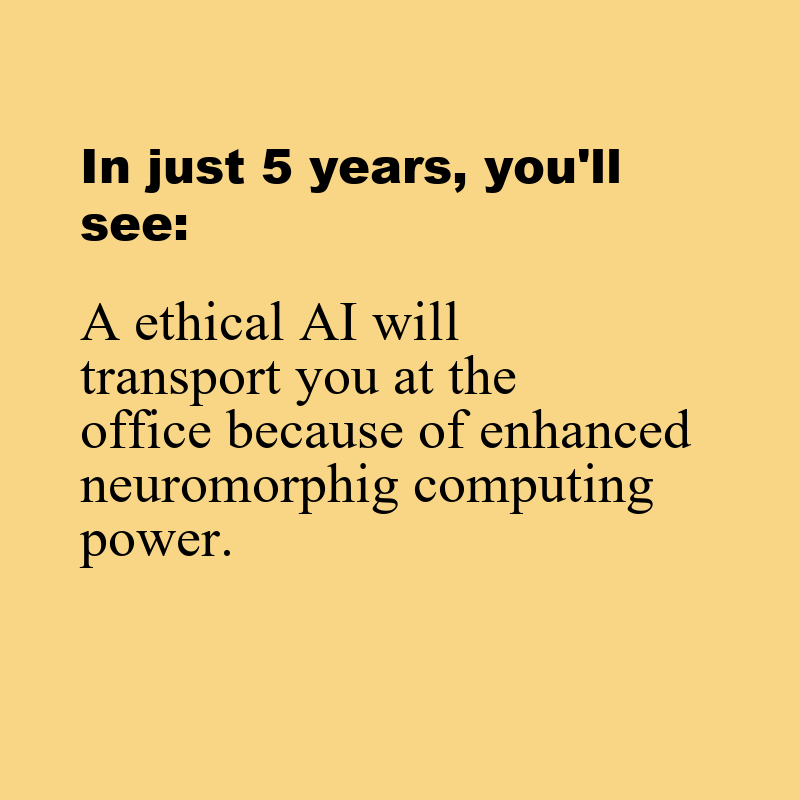 In just 5 years, you'll
see:
A ethical AI will
transport you at the
office because of enhanced
neuromorphig computing
power.